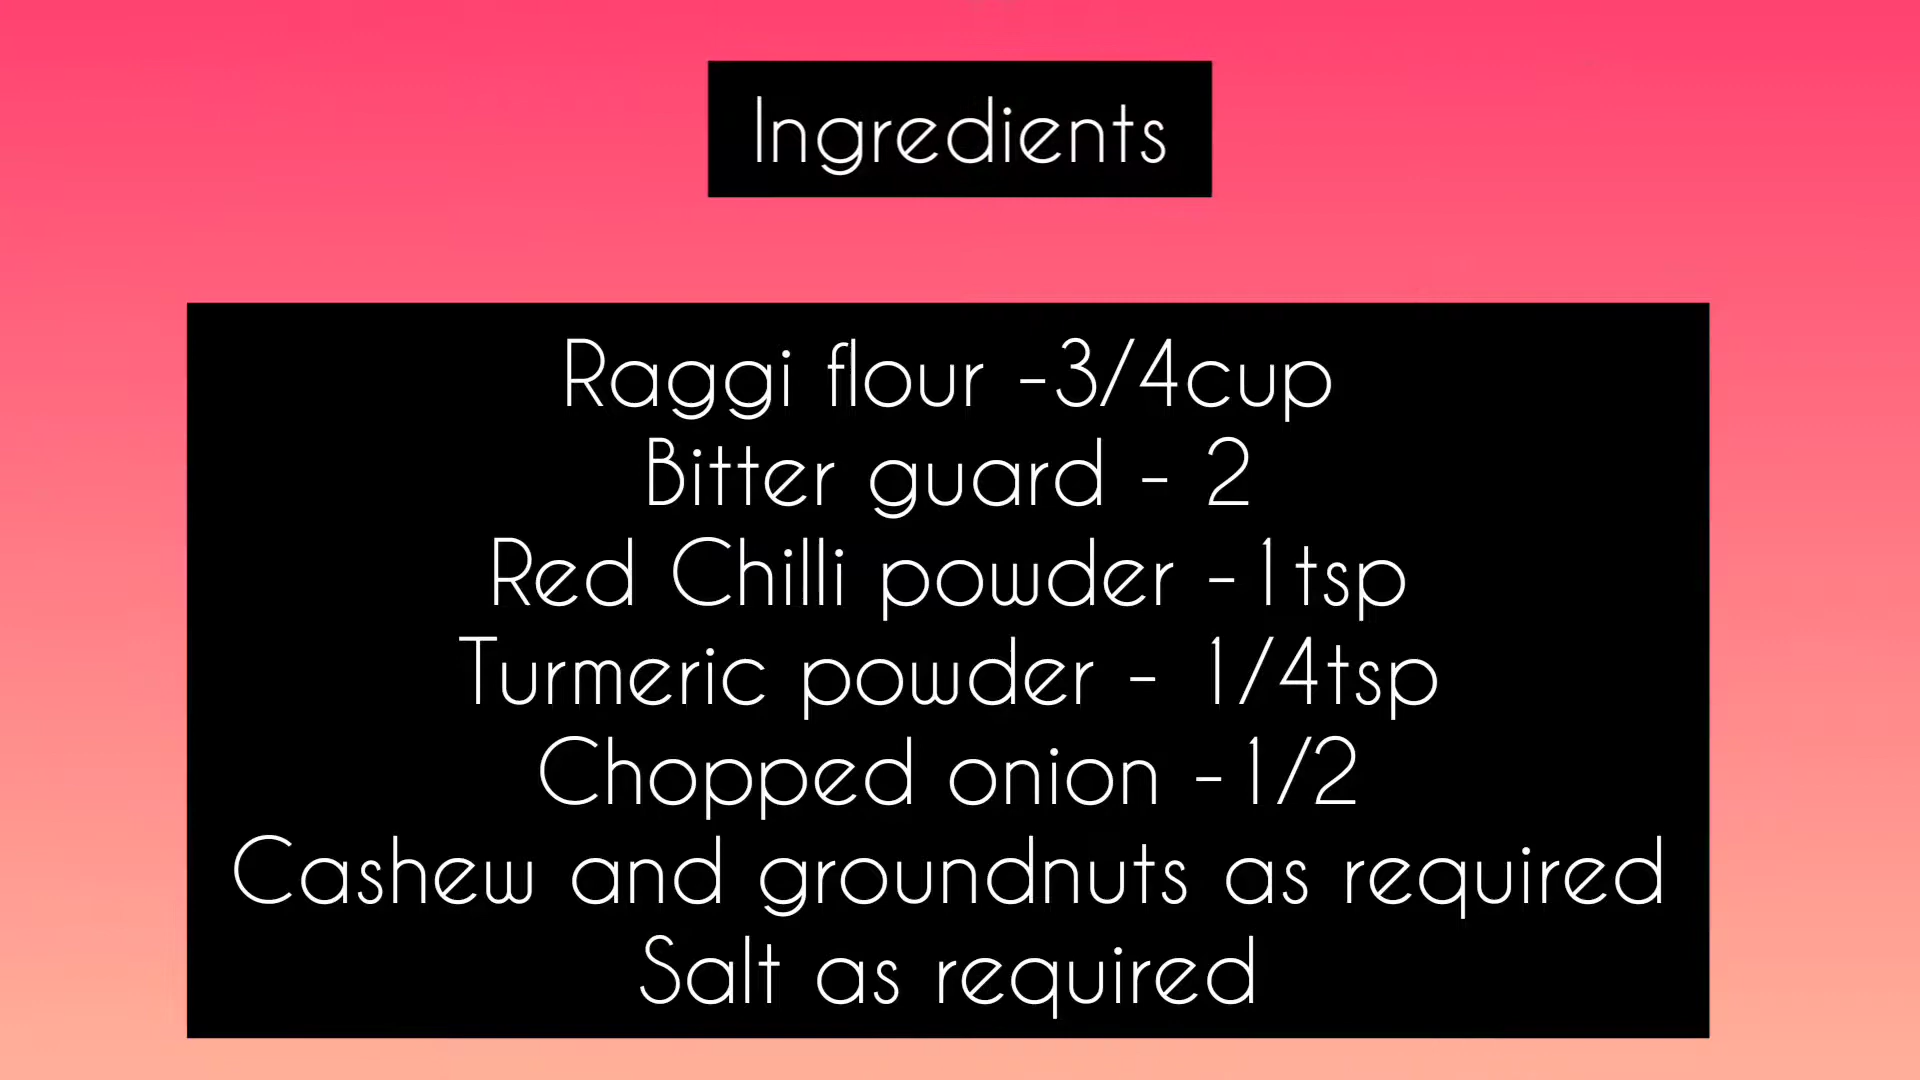 Ingredients
Raggi flour -3/4cup
Bitter guard - 2
Red Chilli powder -1tsp
Turmeric powder - 1/4tsp
Chopped onion -1/2
Cashew and groundnuts as required
Salt as required